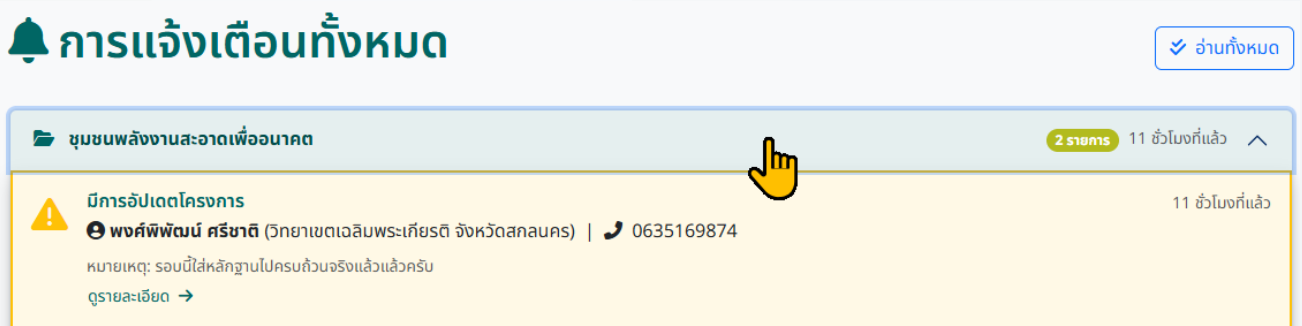 การแจ้งเตือนทั้งหมด
อ่านทั้งหมด
ชุมชนพลังงานสะอาดเพื่ออนาคต 2 รายการ 11 ชั่วโมงที่แล้ว
มีการอัปเดตโครงการ 11 ชั่วโมงที่แล้ว
พงศ์พิพัฒน์ ศรีชาติ (วิทยาเขตเฉลิมพระเกียรติ จังหวัดสกลนคร) | 0635169874
หมายเหตุ: รอบนี้ใส่หลักฐานไปครบถ้วนจริงแล้วแล้วครับ
ดูรายละเอียด →